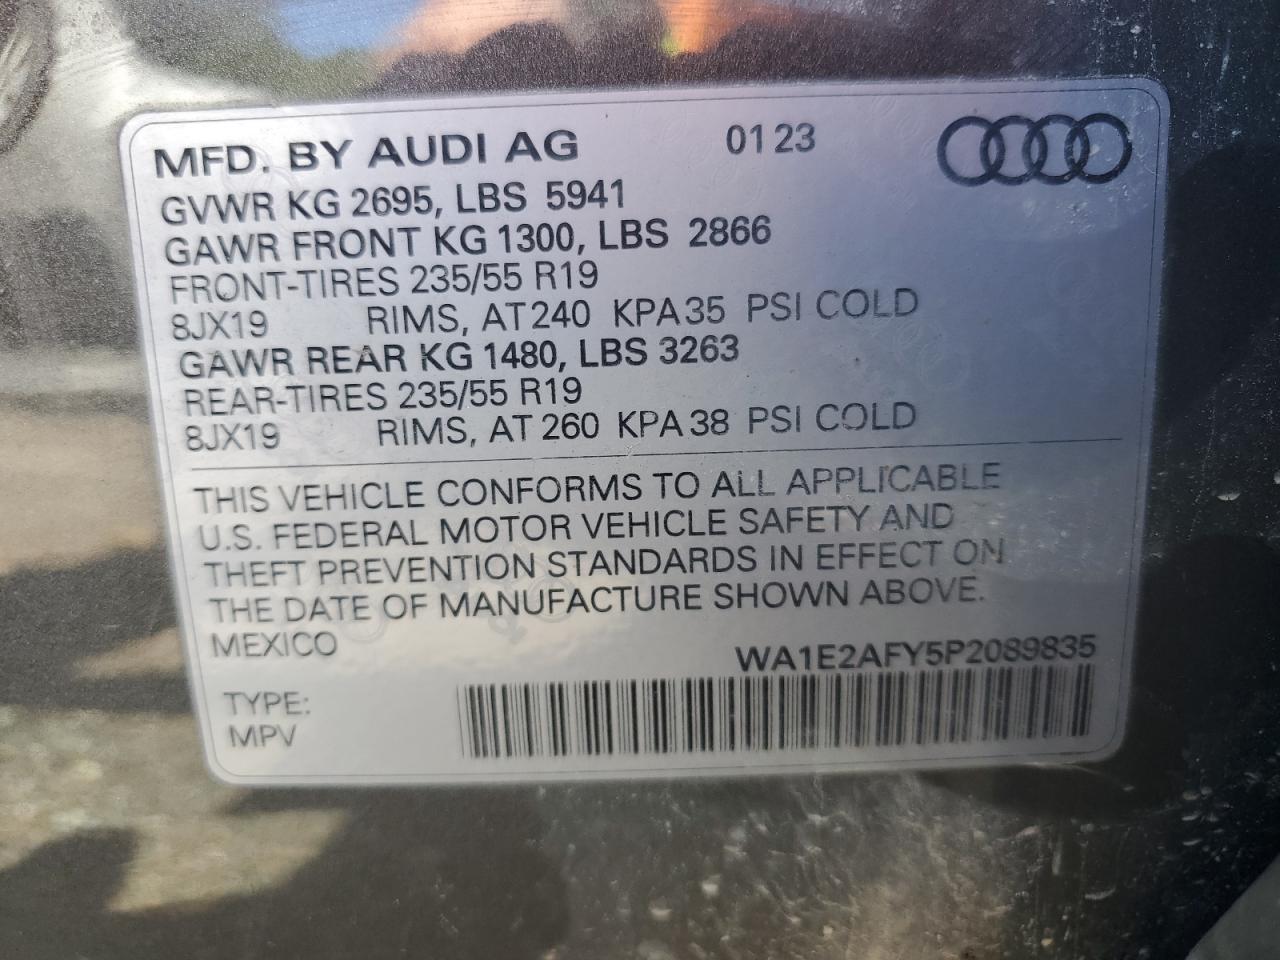 MFD. BY AUDI AG 01 23
GVWR KG 2695, LBS 5941
GAWR FRONT KG 1300, LBS 2866
FRONT-TIRES 235/55 R19
8JX19 RIMS, AT 240 KPA 35 PSI COLD
GAWR REAR KG 1480, LBS 3263
REAR-TIRES 235/55 R19
8JX19 RIMS, AT 260 KPA 38 PSI COLD
THIS VEHICLE CONFORMS TO ALL APPLICABLE
U.S. FEDERAL MOTOR VEHICLE SAFETY AND
THEFT PREVENTION STANDARDS IN EFFECT ON
THE DATE OF MANUFACTURE SHOWN ABOVE.
MEXICO WA1E2AFY5P2089835
TYPE:
MPV